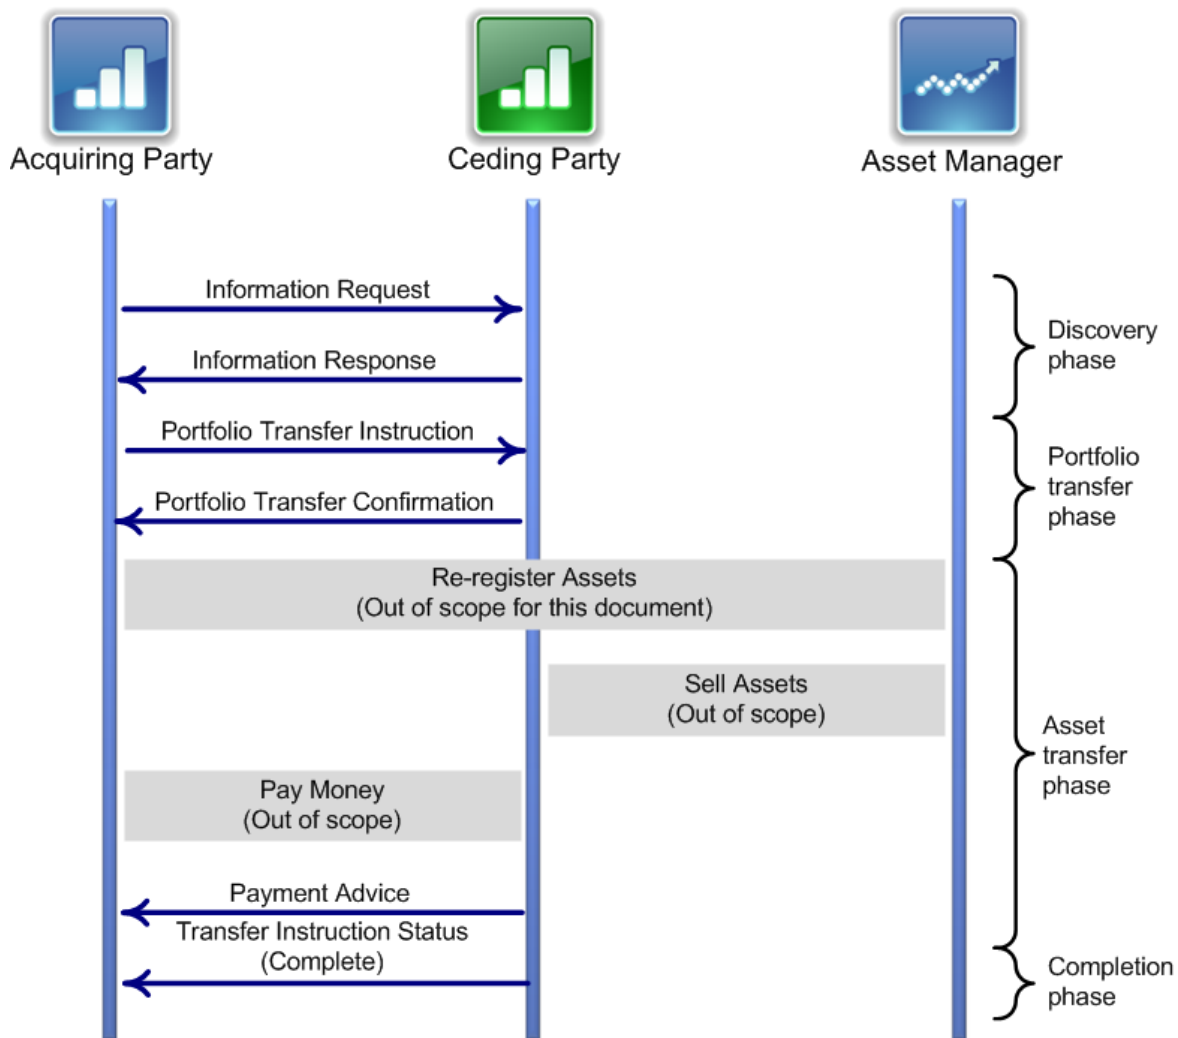 Acquiring Party
Ceding Party
Asset Manager
Information Request
Information Response
Discovery
phase
Portfolio Transfer Instruction
Portfolio Transfer Confirmation
Portfolio
transfer
phase
Re-register Assets
(Out of scope for this document)
Sell Assets
(Out of scope)
Pay Money
(Out of scope)
Payment Advice
Asset
transfer
phase
Transfer Instruction Status
(Complete)
Completion
phase